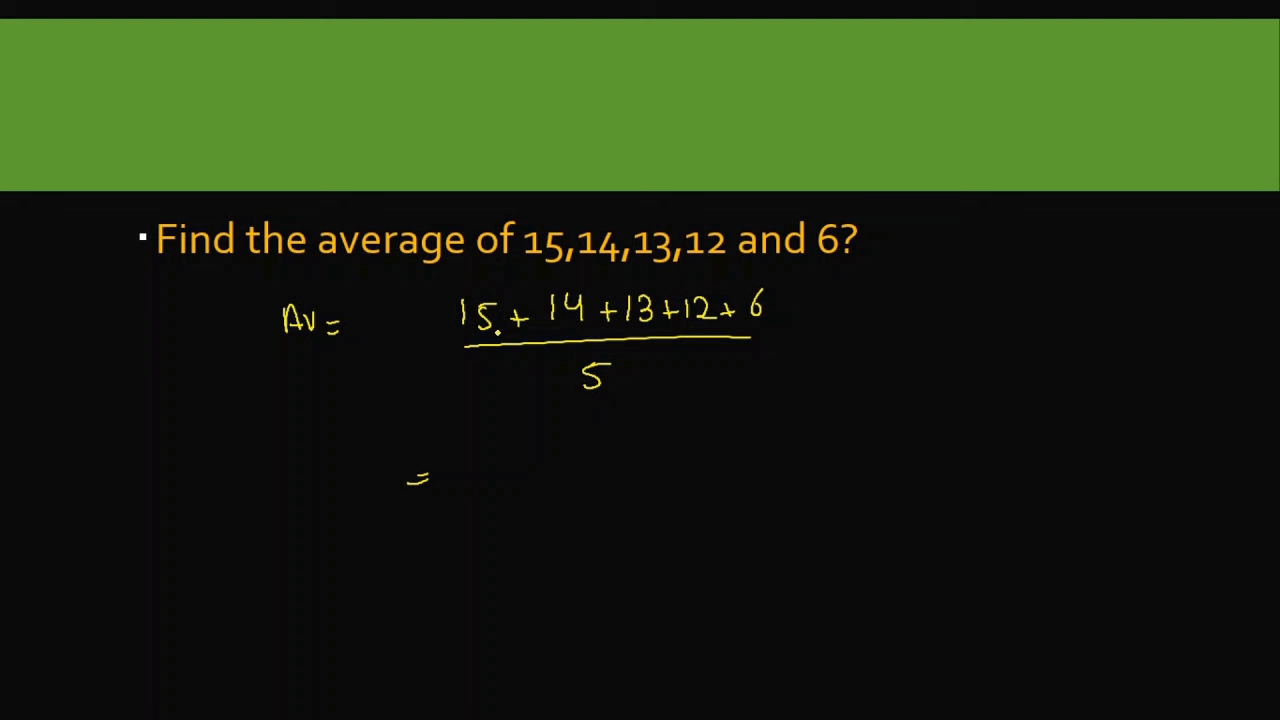 Find the average of 15,14,13,12 and 6?
Av = 15 + 14 + 13 + 12 + 6
5
=